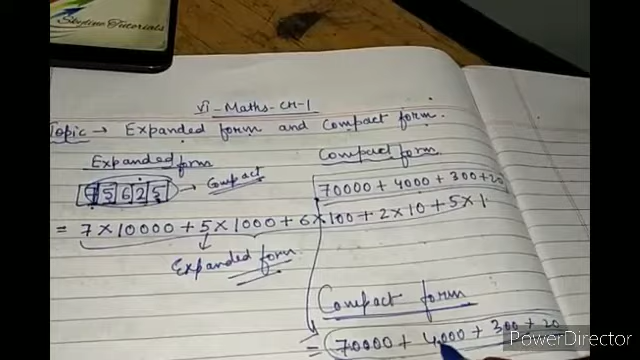 Skyline Tutorials
VI - Maths - CH-1
Topic → Expanded form and Compact form.
Expanded form
Compact form
75625 → Compact
70000 + 4000 + 300 + 20
= 7 × 10000 + 5 × 1000 + 6 × 100 + 2 × 10 + 5 × 1
Expanded form
Compact form
= 70000 + 4000 + 300 + 20
PowerDirector